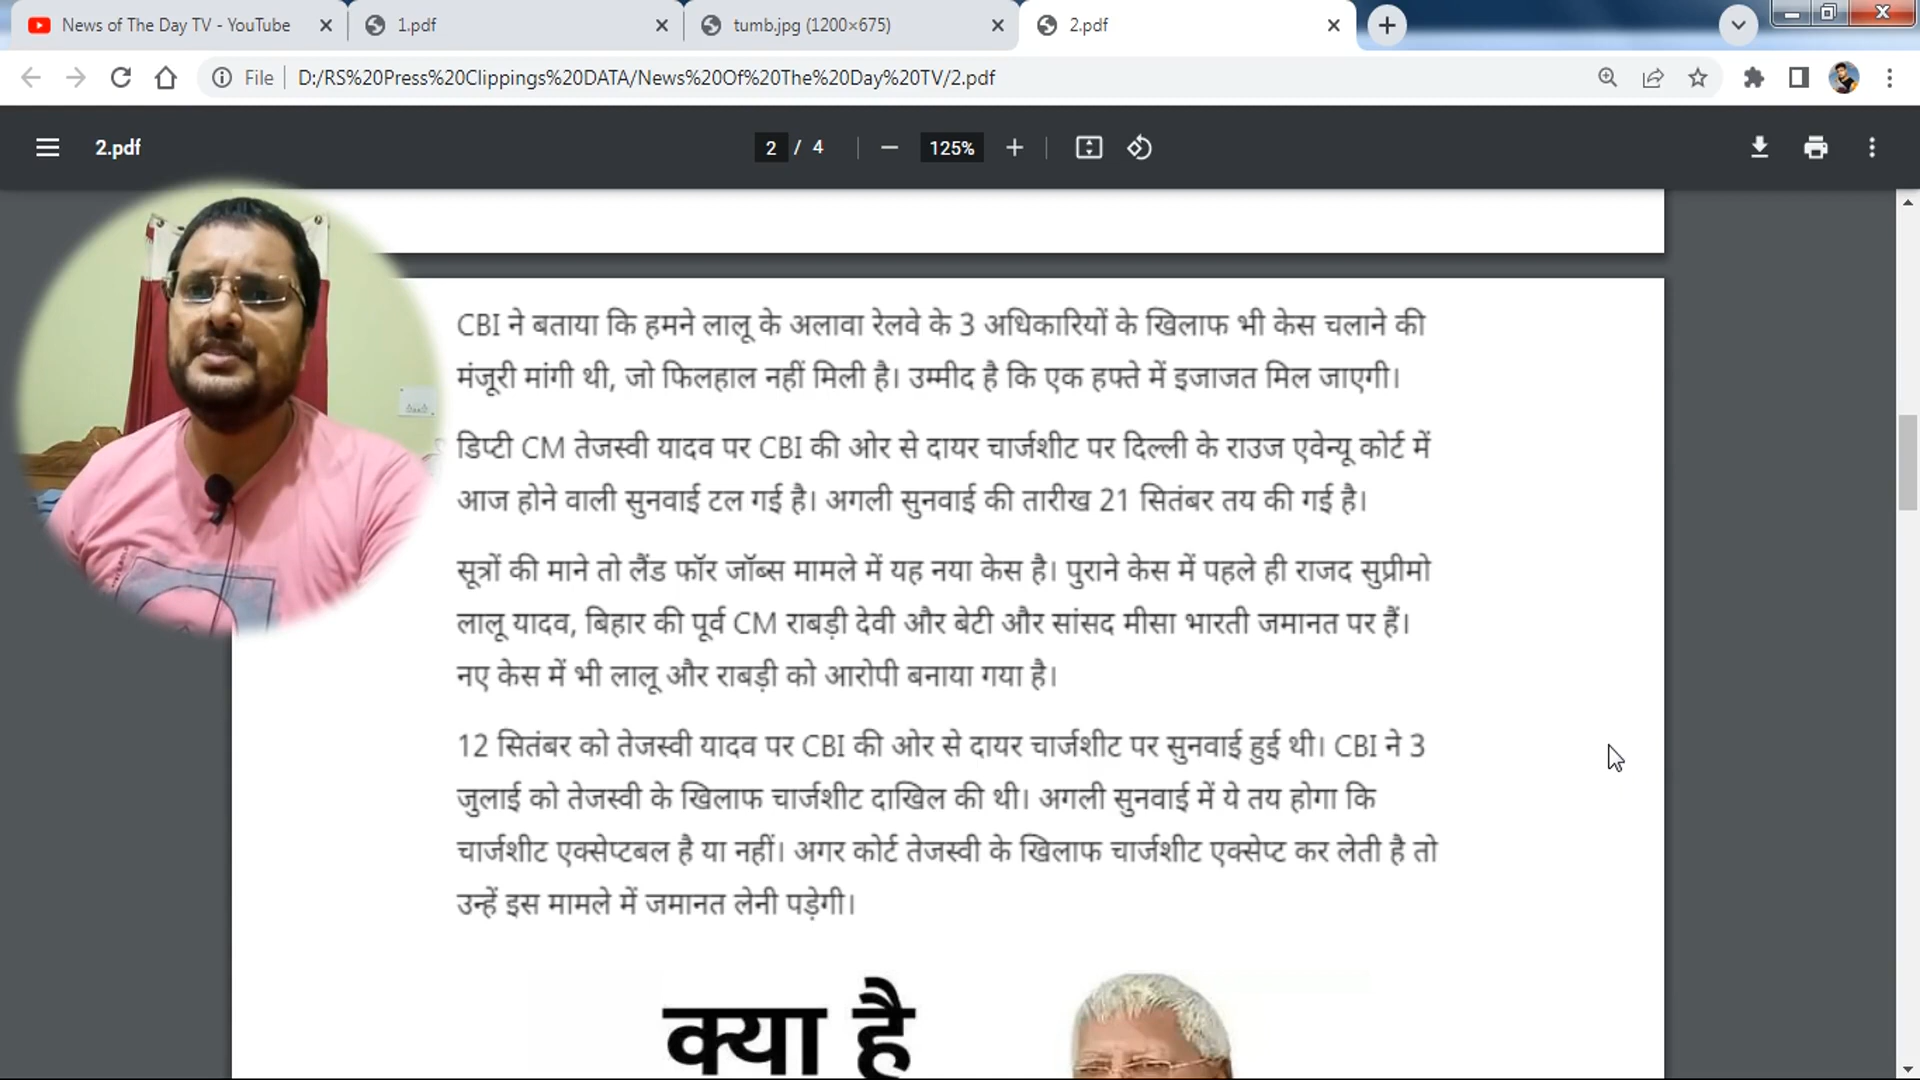 News of The Day TV - YouTube
1.pdf
tumb.jpg (1200×675)
2.pdf
File
D:/RS%20Press%20Clippings%20DATA/News%20Of%20The%20Day%20TV/2.pdf
2.pdf
2 / 4
125%
CBI ने बताया कि हमने लालू के अलावा रेलवे के 3 अधिकारियों के खिलाफ भी केस चलाने की
मंजूरी मांगी थी, जो फिलहाल नहीं मिली है। उम्मीद है कि एक हफ्ते में इजाजत मिल जाएगी।
डिप्टी CM तेजस्वी यादव पर CBI की ओर से दायर चार्जशीट पर दिल्ली के राउज एवेन्यू कोर्ट में
आज होने वाली सुनवाई टल गई है। अगली सुनवाई की तारीख 21 सितंबर तय की गई है।
सूत्रों की माने तो लैंड फॉर जॉब्स मामले में यह नया केस है। पुराने केस में पहले ही राजद सुप्रीमो
लालू यादव, बिहार की पूर्व CM राबड़ी देवी और बेटी और सांसद मीसा भारती जमानत पर हैं।
नए केस में भी लालू और राबड़ी को आरोपी बनाया गया है।
12 सितंबर को तेजस्वी यादव पर CBI की ओर से दायर चार्जशीट पर सुनवाई हुई थी। CBI ने 3
जुलाई को तेजस्वी के खिलाफ चार्जशीट दाखिल की थी। अगली सुनवाई में ये तय होगा कि
चार्जशीट एक्सेप्टबल है या नहीं। अगर कोर्ट तेजस्वी के खिलाफ चार्जशीट एक्सेप्ट कर लेती है तो
उन्हें इस मामले में जमानत लेनी पड़ेगी।
क्या है